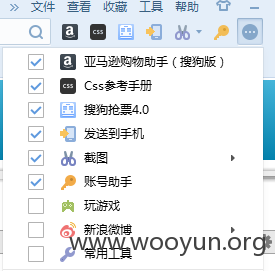 » 文件 查看 收藏 工具 帮助
亚马逊购物助手（搜狗版）
Css参考手册
搜狗抢票4.0
发送到手机
截图
账号助手
玩游戏
新浪微博
www.wooyun.org
常用工具